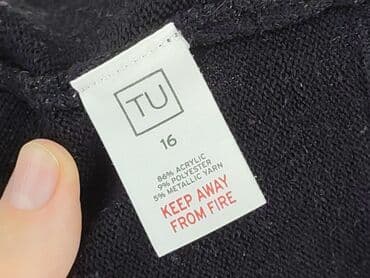 TU
16
86% ACRYLIC
9% POLYESTER
5% METALLIC YARN
KEEP AWAY
FROM FIRE